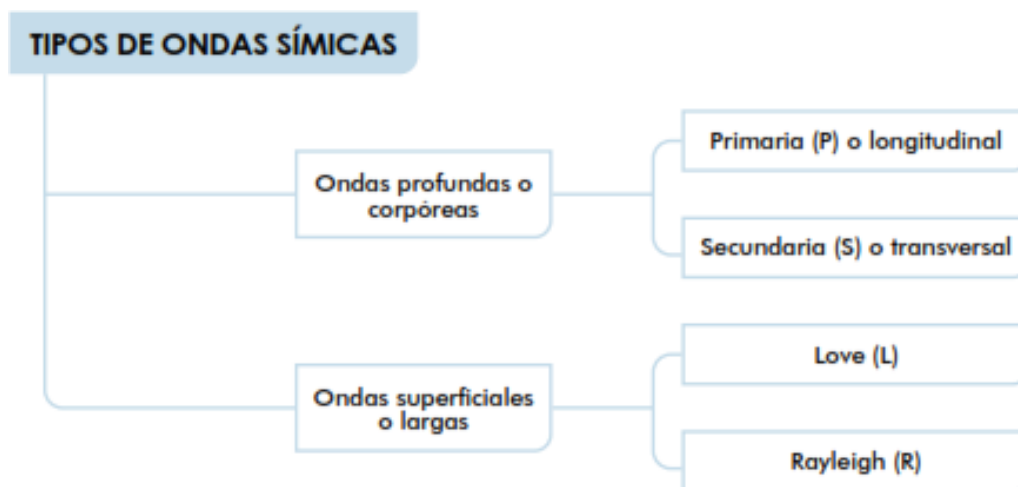 TIPOS DE ONDAS SÍMICAS
Ondas profundas o
corpóreas
Primaria (P) o longitudinal
Secundaria (S) o transversal
Ondas superficiales
o largas
Love (L)
Rayleigh (R)